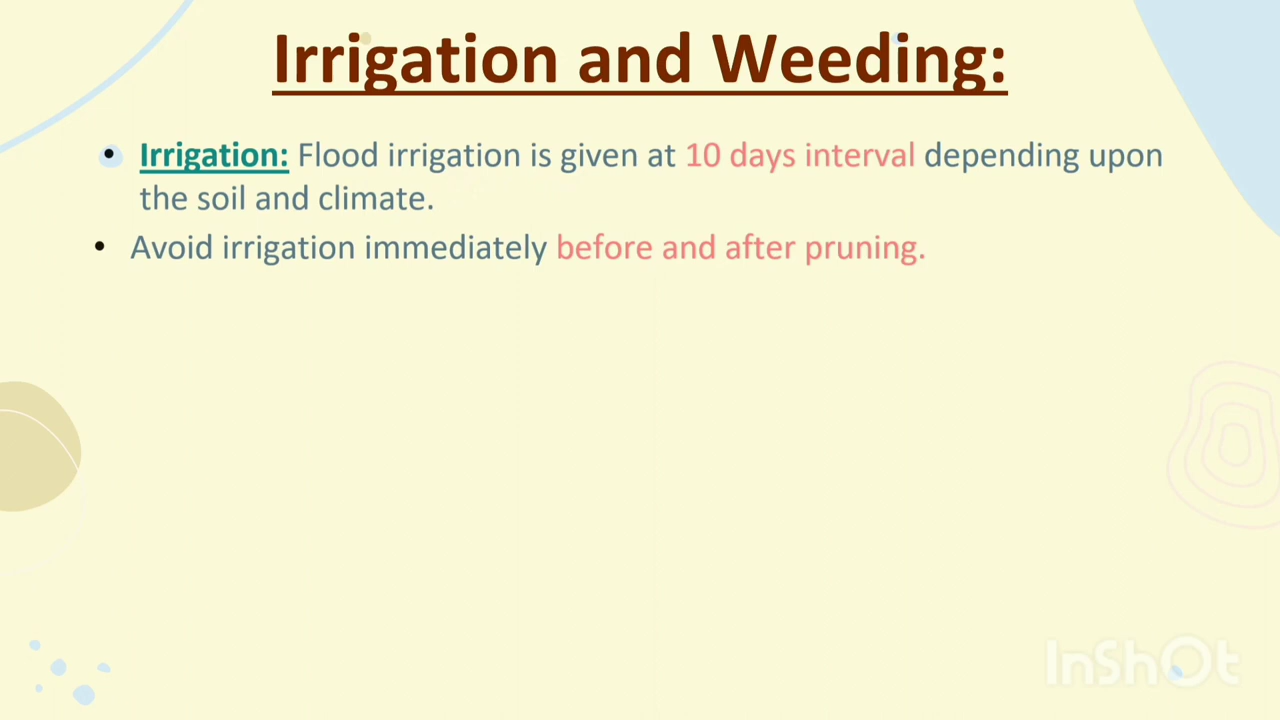 Irrigation and Weeding:
• Irrigation: Flood irrigation is given at 10 days interval depending upon
the soil and climate.
• Avoid irrigation immediately before and after pruning.
InShOt